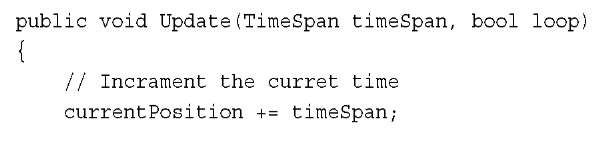 public void Update(TimeSpan timeSpan, bool loop)
{
// Incrament the curret time
currentPosition += timeSpan;